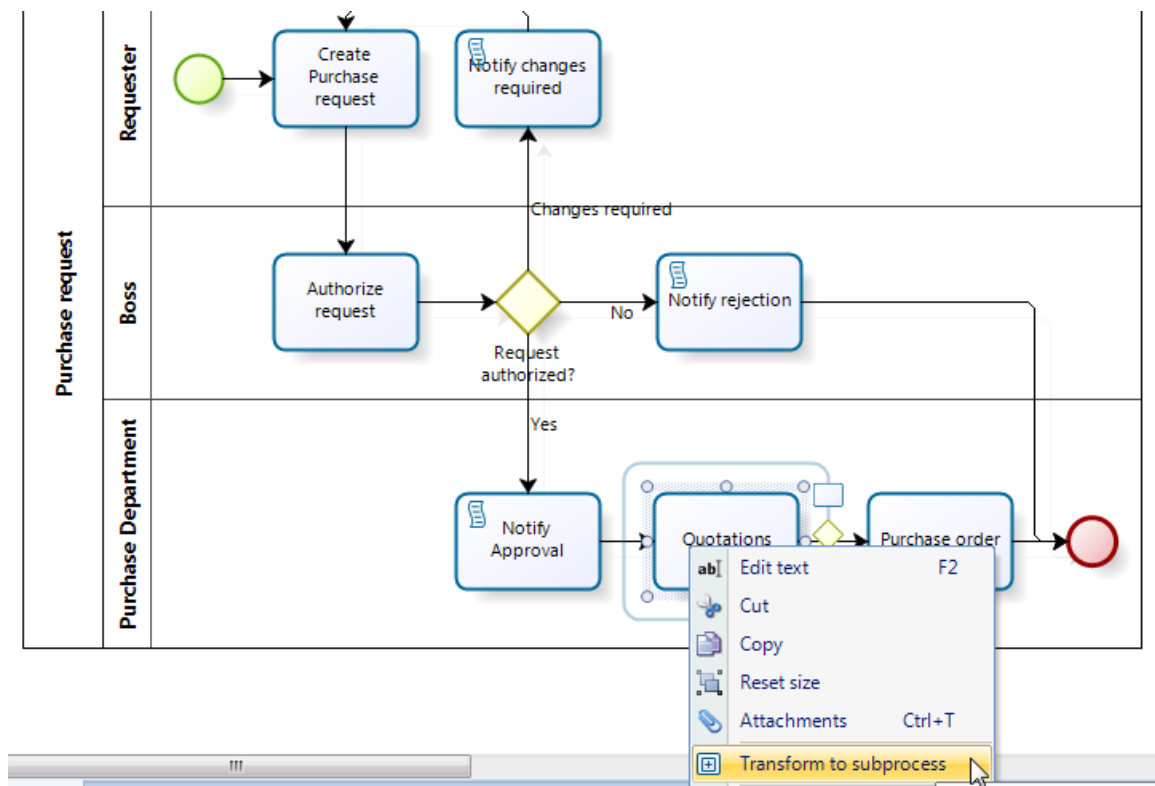 Purchase request
Requester
Create
Purchase
request
Notify changes
required
Changes required
Boss
Authorize
request
Request
authorized?
No
Notify rejection
Purchase Department
Yes
Notify
Approval
Quotations
Purchase order
Edit text F2
Cut
Copy
Reset size
Attachments Ctrl+T
Transform to subprocess